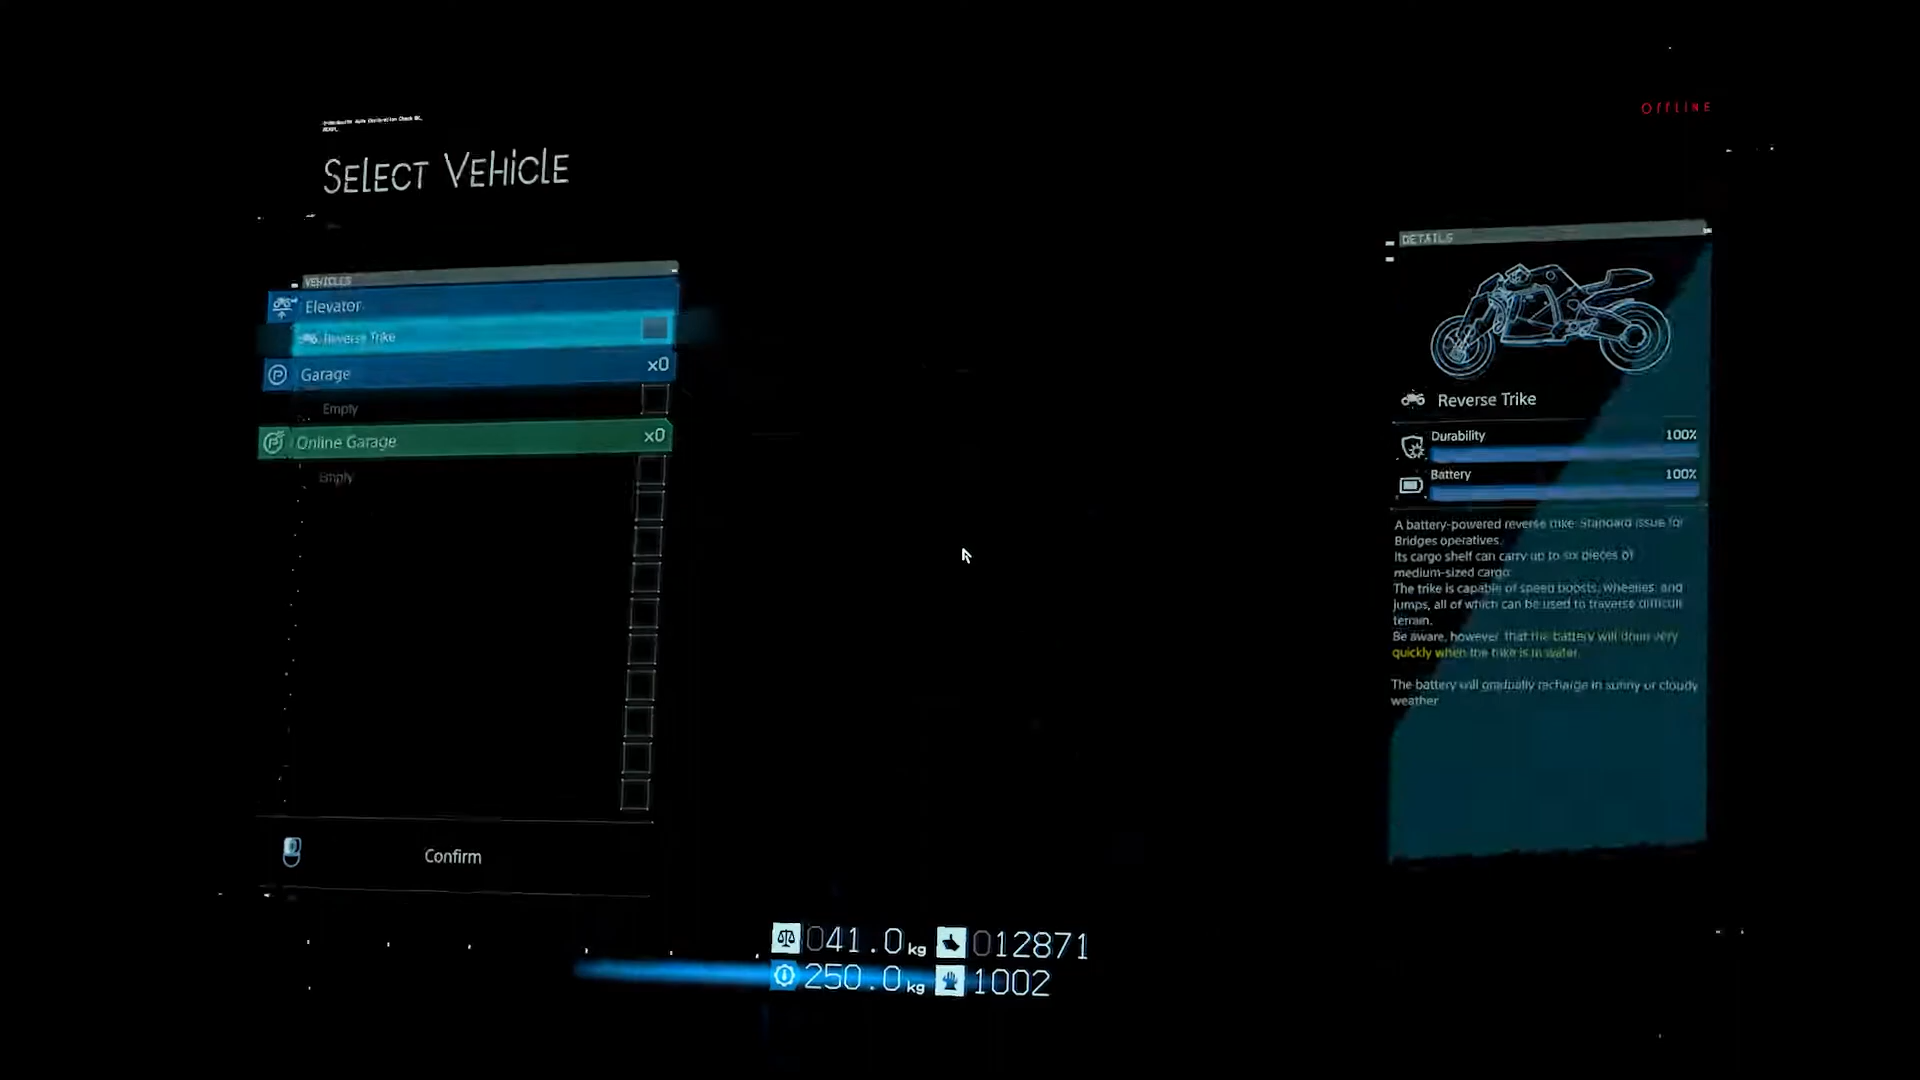 OFFLINE
SELECT VEHICLE
DETAILS
VEHICLES
Elevator
Reverse Trike
Garage x0
Empty
Online Garage x0
Empty
Confirm
Reverse Trike
Durability 100%
Battery 100%
A battery-powered reverse trike. Standard issue for
Bridges operatives.
Its cargo shelf can carry up to six pieces of
medium-sized cargo.
The trike is capable of speed boosts, wheelies, and
jumps, all of which can be used to traverse difficult
terrain.
Be aware, however, that the battery will drain very
quickly when the trike is in water.
The battery will gradually recharge in sunny or cloudy
weather
041.0 kg 012871
250.0 kg 1002